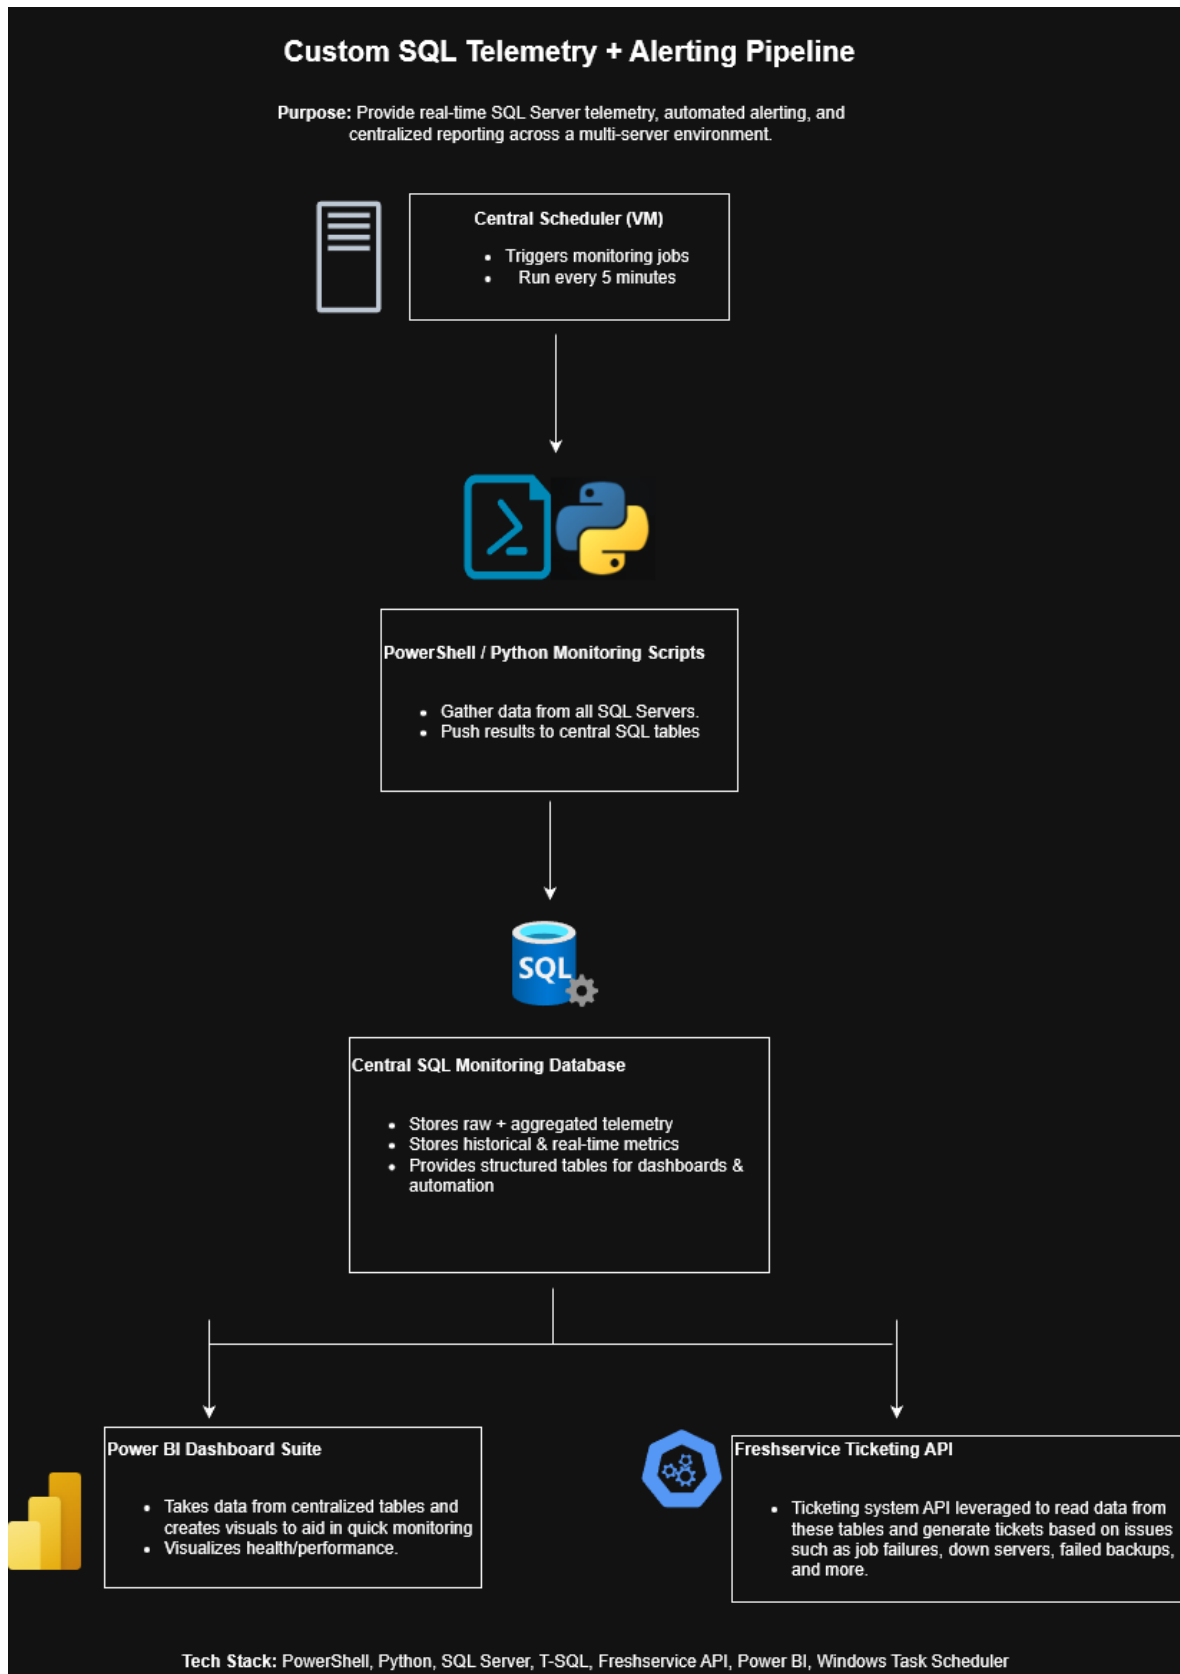 Custom SQL Telemetry + Alerting Pipeline
Purpose: Provide real-time SQL Server telemetry, automated alerting, and
centralized reporting across a multi-server environment.
Central Scheduler (VM)
• Triggers monitoring jobs
• Run every 5 minutes
PowerShell / Python Monitoring Scripts
• Gather data from all SQL Servers.
• Push results to central SQL tables
SQL
Central SQL Monitoring Database
• Stores raw + aggregated telemetry
• Stores historical & real-time metrics
• Provides structured tables for dashboards &
automation
Power BI Dashboard Suite
• Takes data from centralized tables and
creates visuals to aid in quick monitoring
• Visualizes health/performance.
Freshservice Ticketing API
• Ticketing system API leveraged to read data from
these tables and generate tickets based on issues
such as job failures, down servers, failed backups,
and more.
Tech Stack: PowerShell, Python, SQL Server, T-SQL, Freshservice API, Power BI, Windows Task Scheduler